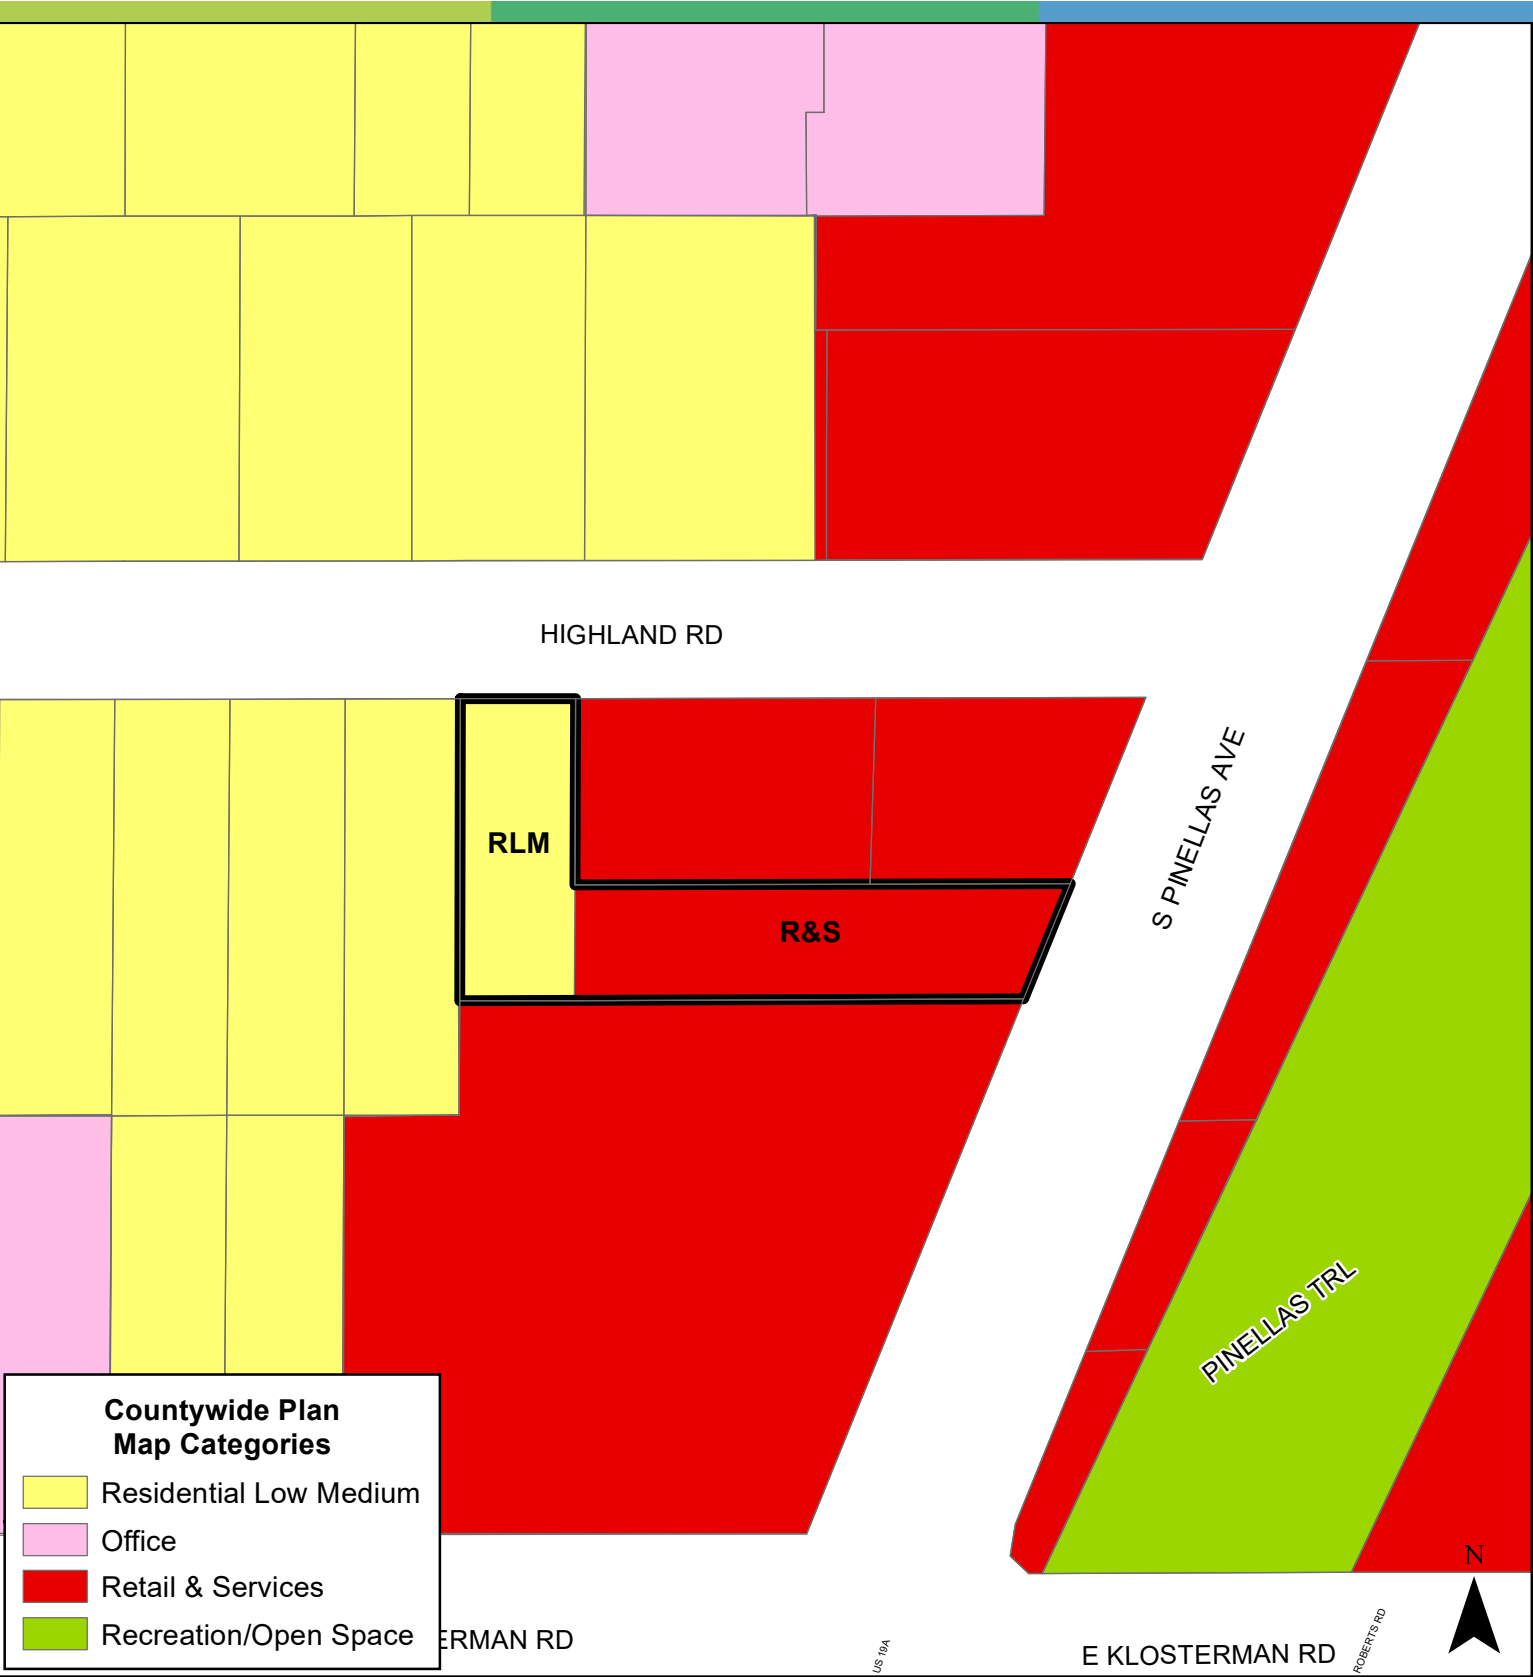 HIGHLAND RD
S PINELLAS AVE
RLM
R&S
PINELLAS TRL
Countywide Plan
Map Categories
Residential Low Medium
Office
Retail & Services
Recreation/Open Space
ERMAN RD
US 19A
E KLOSTERMAN RD
ROBERTS RD
N